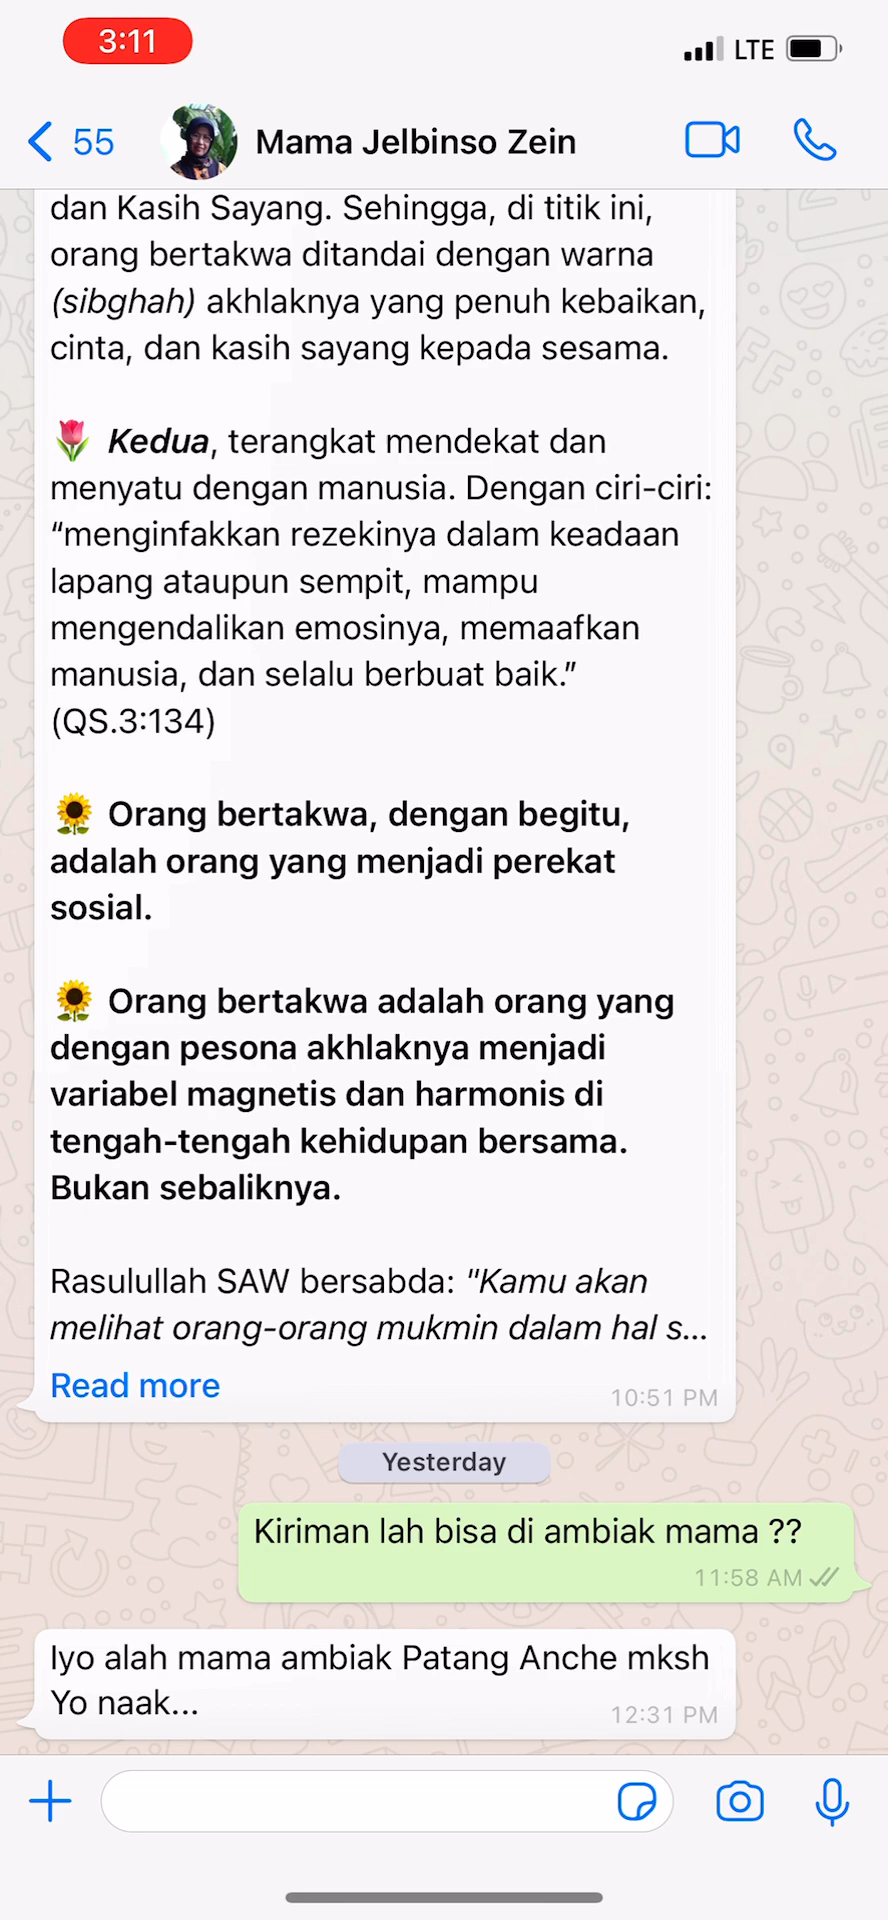 3:11
LTE
55
Mama Jelbinso Zein
dan Kasih Sayang. Sehingga, di titik ini,
orang bertakwa ditandai dengan warna
(sibghah) akhlaknya yang penuh kebaikan,
cinta, dan kasih sayang kepada sesama.
🌷 Kedua, terangkat mendekat dan
menyatu dengan manusia. Dengan ciri-ciri:
“menginfakkan rezekinya dalam keadaan
lapang ataupun sempit, mampu
mengendalikan emosinya, memaafkan
manusia, dan selalu berbuat baik.”
(QS.3:134)
🌻 Orang bertakwa, dengan begitu,
adalah orang yang menjadi perekat
sosial.
🌻 Orang bertakwa adalah orang yang
dengan pesona akhlaknya menjadi
variabel magnetis dan harmonis di
tengah-tengah kehidupan bersama.
Bukan sebaliknya.
Rasulullah SAW bersabda: "Kamu akan
melihat orang-orang mukmin dalam hal s...
Read more
10:51 PM
Yesterday
Kiriman lah bisa di ambiak mama ??
11:58 AM
Iyo alah mama ambiak Patang Anche mksh
Yo naak...
12:31 PM